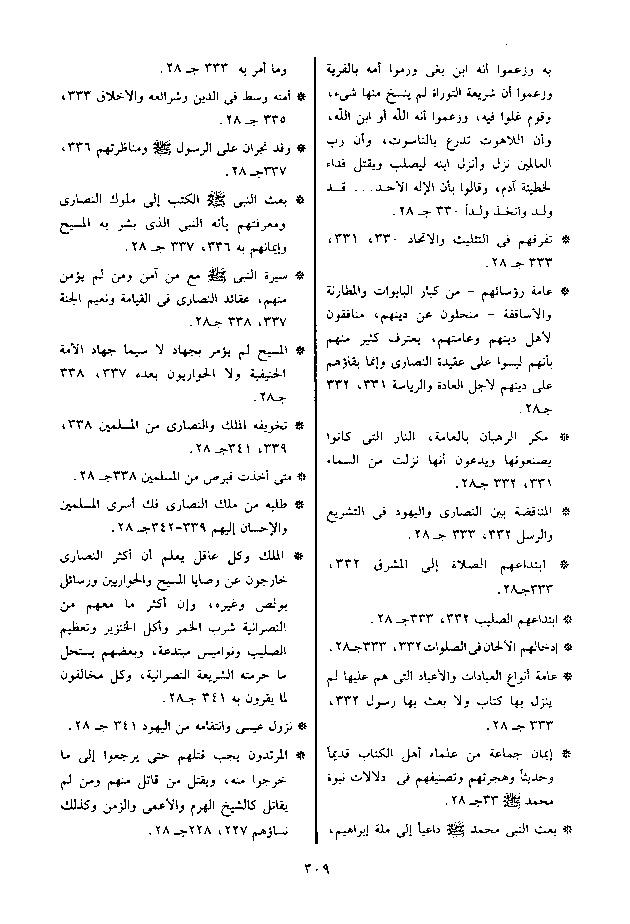 به وزعموا أنه ابن بغى ورموا أمه بالفرية
وزعموا أن شريعة التوراة لم ينسخ منها شىء،
وقوم غلوا فيه، وزعموا أنه الله أو ابن الله،
وأن اللاهوت تدرع بالناسوت، وأن رب
العالمين نزل وأنزل ابنه ليصلب ويقتل فداء
لخطيئة آدم، وقالوا بأن الإله الأحد... قد
ولد واتخذ ولداً ٣٣٠ جـ ٢٨.
* تفرقهم فى التثليث والاتحاد ٣٣٠، ٣٣١،
٣٣٣ جـ ٢٨.
* عامة رؤسائهم - من كبار البابوات والمطارنة
والأساقفة - منحلون عن دينهم، منافقون
لأهل دينهم وعامتهم، يعترف كثير منهم
بأنهم ليسوا على عقيدة النصارى وإنما بقاؤهم
على دينهم لأجل العادة والرياسة ٣٣١، ٣٣٢
جـ٢٨.
* مكر الرهبان بالعامة، النار التى كانوا
يصنعوها ويدعون أنها نزلت من السماء
٣٣١، ٣٣٢ جـ٢٨.
* المناقضة بين النصارى واليهود فى التشريع
والرسل ٣٣٢، ٣٣٣ جـ ٢٨.
* ابتداعهم الصلاة إلى المشرق ٣٣٢،
٣٣٣جـ٢٨.
* ابتداعهم الصليب ٣٣٢، ٣٣٣جـ ٢٨.
* إدخالهم الألحان فى الصلوات ٣٣٢، ٣٣٣جـ٢٨.
* عامة أنواع العبادات والأعياد التى هم عليها لم
ينزل بها كتاب ولا بعث بها رسول ٣٣٢،
٣٣٣ جـ ٢٨.
* إيمان جماعة من علماء أهل الكتاب قديماً
وحديثاً وهجرتهم وتصنيفهم فى دلالات نبوة
محمد ﷺ ٣٣جـ ٢٨.
* بعث النبى محمد ﷺ داعياً إلى ملة إبراهيم،
وما أمر به ٣٣٣ جـ ٢٨.
* أمته وسط فى الدين وشرائعه والأخلاق ٣٣٣،
٣٣٥ جـ ٢٨.
* وفد نجران على الرسول ﷺ ومناظرتهم ٣٣٦،
٣٣٧جـ ٢٨.
* بعث النبى ﷺ الكتب إلى ملوك النصارى
ومعرفتهم بأنه النبى الذى بشر به المسيح
وإيمانهم به ٣٣٦، ٣٣٧ جـ ٢٨.
* سيرة النبى ﷺ مع من آمن ومن لم يؤمن
منهم، عقائد النصارى فى القيامة ونعيم الجنة
٣٣٧، ٣٣٨ جـ٢٨.
* المسيح لم يؤمر بجهاد لا سيما جهاد الأمة
الحنيفية ولا الحواريون بعده ٣٣٧، ٣٣٨
جـ٢٨.
* تخويفه الملك والنصارى من المسلمين ٣٣٨،
٣٣٩، ٣٤١جـ ٢٨.
* متى أخذت قبرص من المسلمين ٣٣٨جـ ٢٨.
* طلبه من ملك النصارى فك أسرى المسلمين
والإحسان إليهم ٣٣٩-٣٤٢جـ ٢٨.
* الملك وكل عاقل يعلم أن أكثر النصارى
خارجون عن وصايا المسيح والحواريين ورسائل
بولص وغيره، وإن أكثر ما معهم من
النصرانية شرب الخمر وأكل الخنزير وتعظيم
الصليب ونواميس مبتدعة، وبعضهم يستحل
ما حرمته الشريعة النصرانية، وكل مخالفون
لما يقرون به ٣٤١ جـ٢٨.
* نزول عيسى وانتقامه من اليهود ٣٤١ جـ ٢٨.
* المرتدون يجب قتلهم حتى يرجعوا إلى ما
خرجوا منه، ويقتل من قاتل منهم ومن لم
يقاتل كالشيخ الهرم والأعمى والزمن وكذلك
نساؤهم ٢٢٧، ٢٢٨جـ ٢٨.
٣٠٩